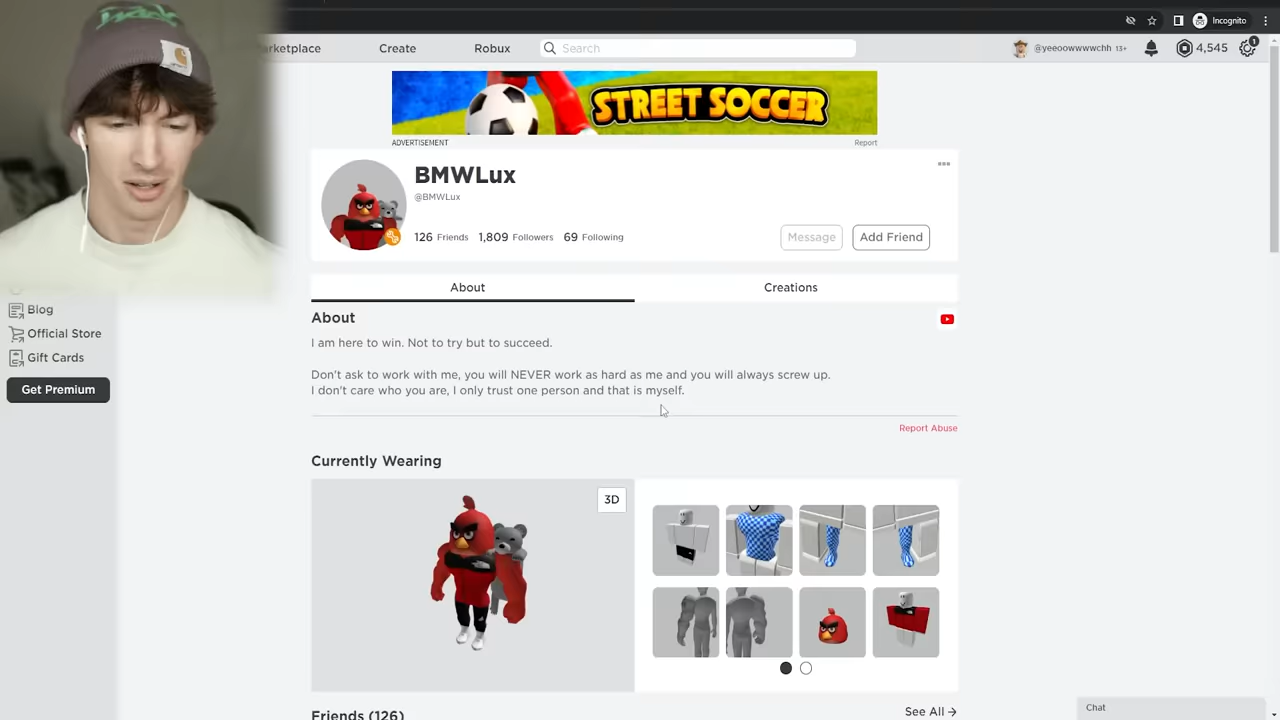 Incognito
Marketplace
Create
Robux
Search
@yeeoowwwwchh 13+
1
4,545
STREET SOCCER
ADVERTISEMENT
Report
BMWLux
@BMWLux
126 Friends 1,809 Followers 69 Following
Message
Add Friend
About
Creations
About
I am here to win. Not to try but to succeed.
Don't ask to work with me, you will NEVER work as hard as me and you will always screw up.
I don't care who you are, I only trust one person and that is myself.
Report Abuse
Blog
Official Store
Gift Cards
Get Premium
Currently Wearing
3D
Friends (126)
See All →
Chat